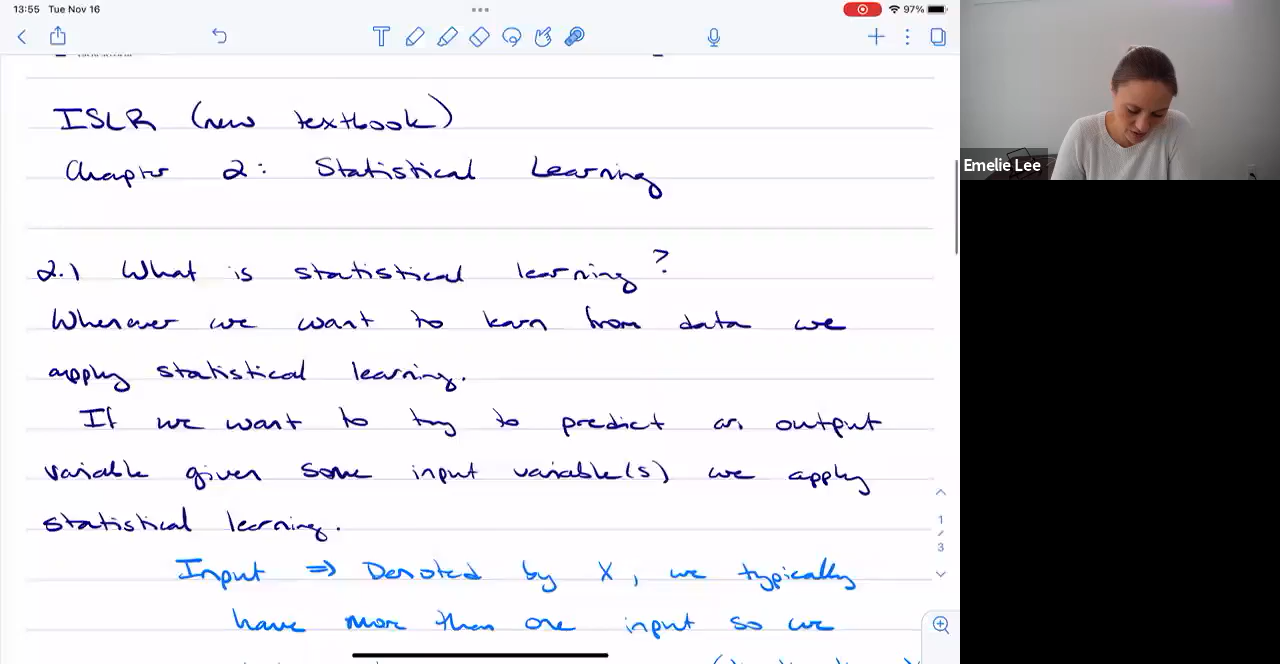 13:55 Tue Nov 16
97%
T
ISLR (new textbook)
Chapter 2: Statistical Learning
2.1 What is statistical learning?
Whenever we want to learn from data we
apply statistical learning.
If we want to try to predict an output
variable given some input variable(s) we apply
statistical learning.
Input ⇒ Denoted by X, we typically
have more than one input so we
1
/
3
Emelie Lee